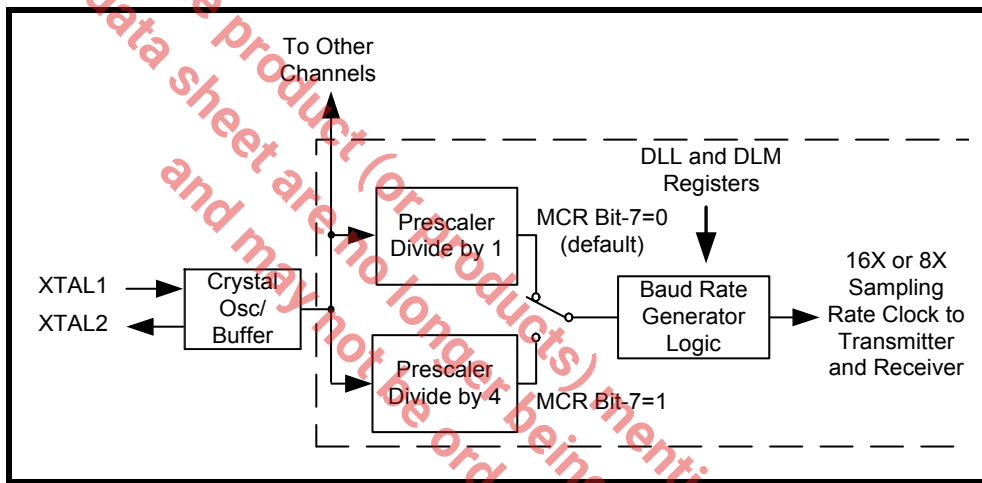 To Other
Channels
DLL and DLM
Registers
Prescaler
Divide by 1
MCR Bit-7=0
(default)
XTAL1
XTAL2
Crystal
Osc/
Buffer
Baud Rate
Generator
Logic
16X or 8X
Sampling
Rate Clock to
Transmitter
and Receiver
Prescaler
Divide by 4
MCR Bit-7=1
e product (or products) menti
data sheet are no longer being
and may not be ord